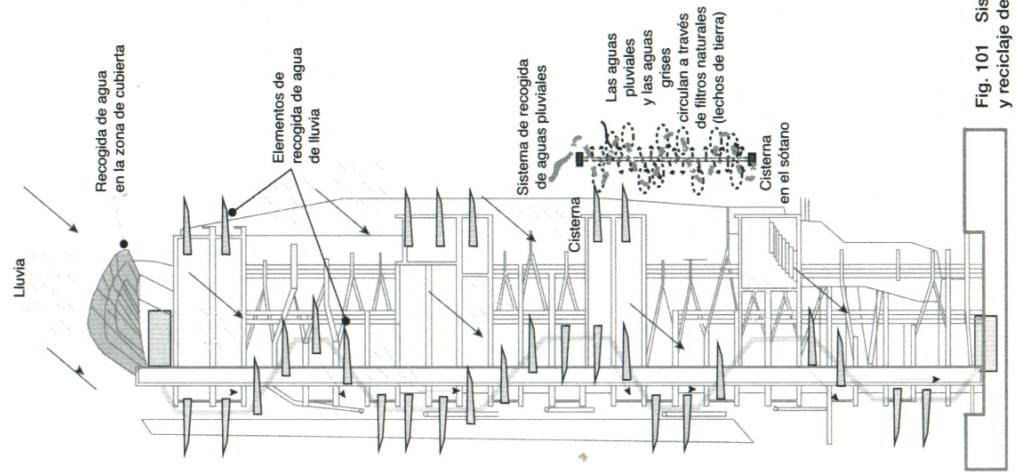 Lluvia
Recogida de agua
en la zona de cubierta
Elementos de
recogida de agua
de lluvia
Sistema de recogida
de aguas pluviales
Las aguas
pluviales
y las aguas
grises
circulan a través
de filtros naturales
(lechos de tierra)
Cisterna
Cisterna
en el sótano
Fig. 101 Sis
y reciclaje de